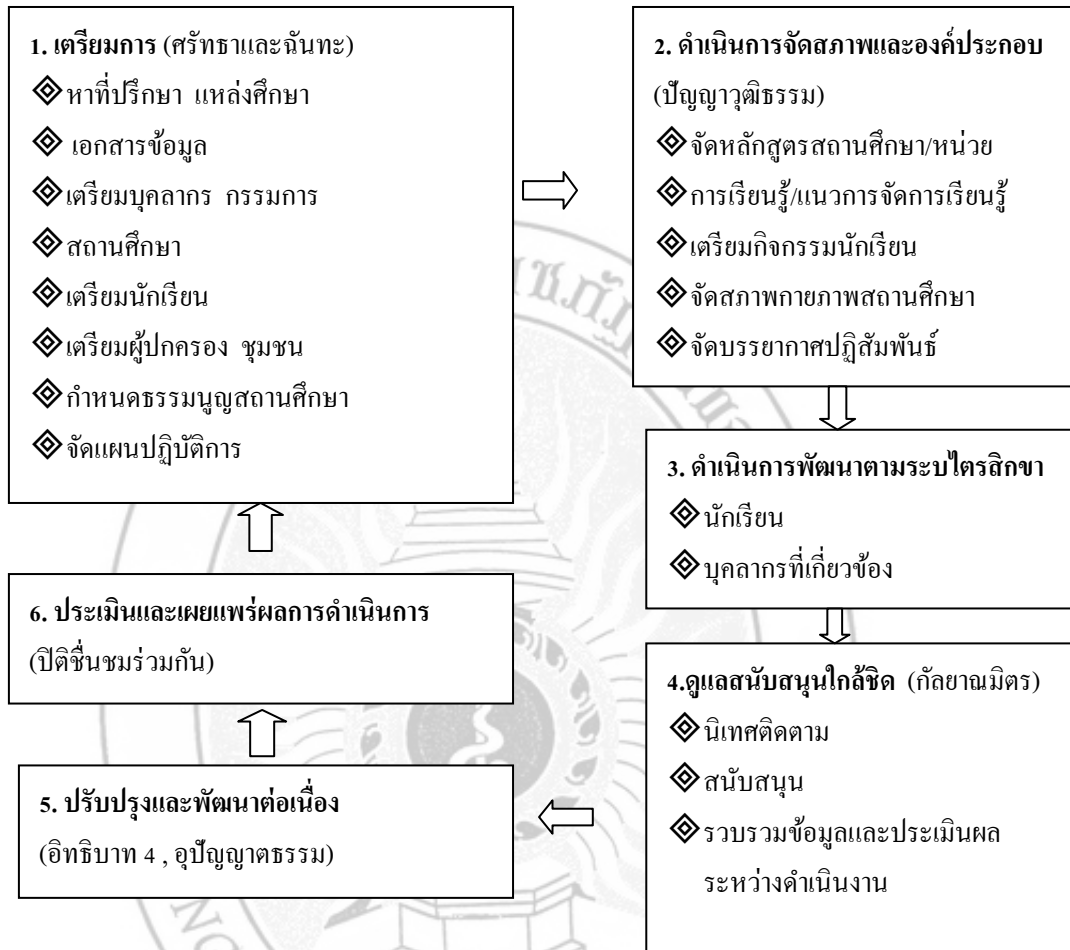 1. เตรียมการ (ศรัทธาและฉันทะ)
หาที่ปรึกษา แหล่งศึกษา
เอกสารข้อมูล
เตรียมบุคลากร กรรมการ
สถานศึกษา
เตรียมนักเรียน
เตรียมผู้ปกครอง ชุมชน
กำหนดธรรมนูญสถานศึกษา
จัดแผนปฏิบัติการ
2. ดำเนินการจัดสภาพและองค์ประกอบ
(ปัญญาวุฒิธรรม)
จัดหลักสูตรสถานศึกษา/หน่วย
การเรียนรู้/แนวการจัดการเรียนรู้
เตรียมกิจกรรมนักเรียน
จัดสภาพกายภาพสถานศึกษา
จัดบรรยากาศปฏิสัมพันธ์
3. ดำเนินการพัฒนาตามระบไตรสิกขา
นักเรียน
บุคลากรที่เกี่ยวข้อง
4.ดูแลสนับสนุนใกล้ชิด (กัลยาณมิตร)
นิเทศติดตาม
สนับสนุน
รวบรวมข้อมูลและประเมินผล
ระหว่างดำเนินงาน
5. ปรับปรุงและพัฒนาต่อเนื่อง
(อิทธิบาท 4 , อุปัญญาตธรรม)
6. ประเมินและเผยแพร่ผลการดำเนินการ
(ปิติชื่นชมร่วมกัน)